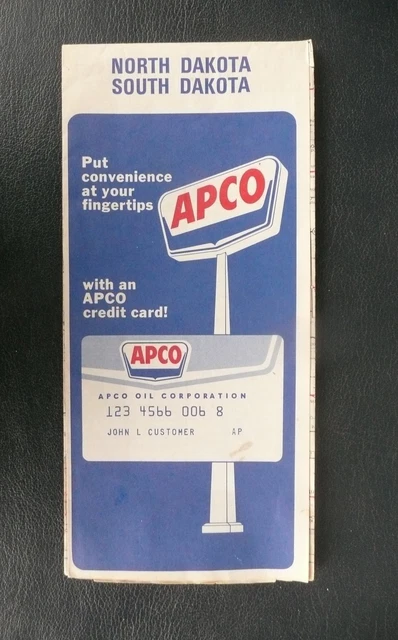 NORTH DAKOTA
SOUTH DAKOTA
Put
convenience
at your
fingertips
APCO
with an
APCO
credit card!
APCO
APCO OIL CORPORATION
123 4566 006 8
JOHN L CUSTOMER AP